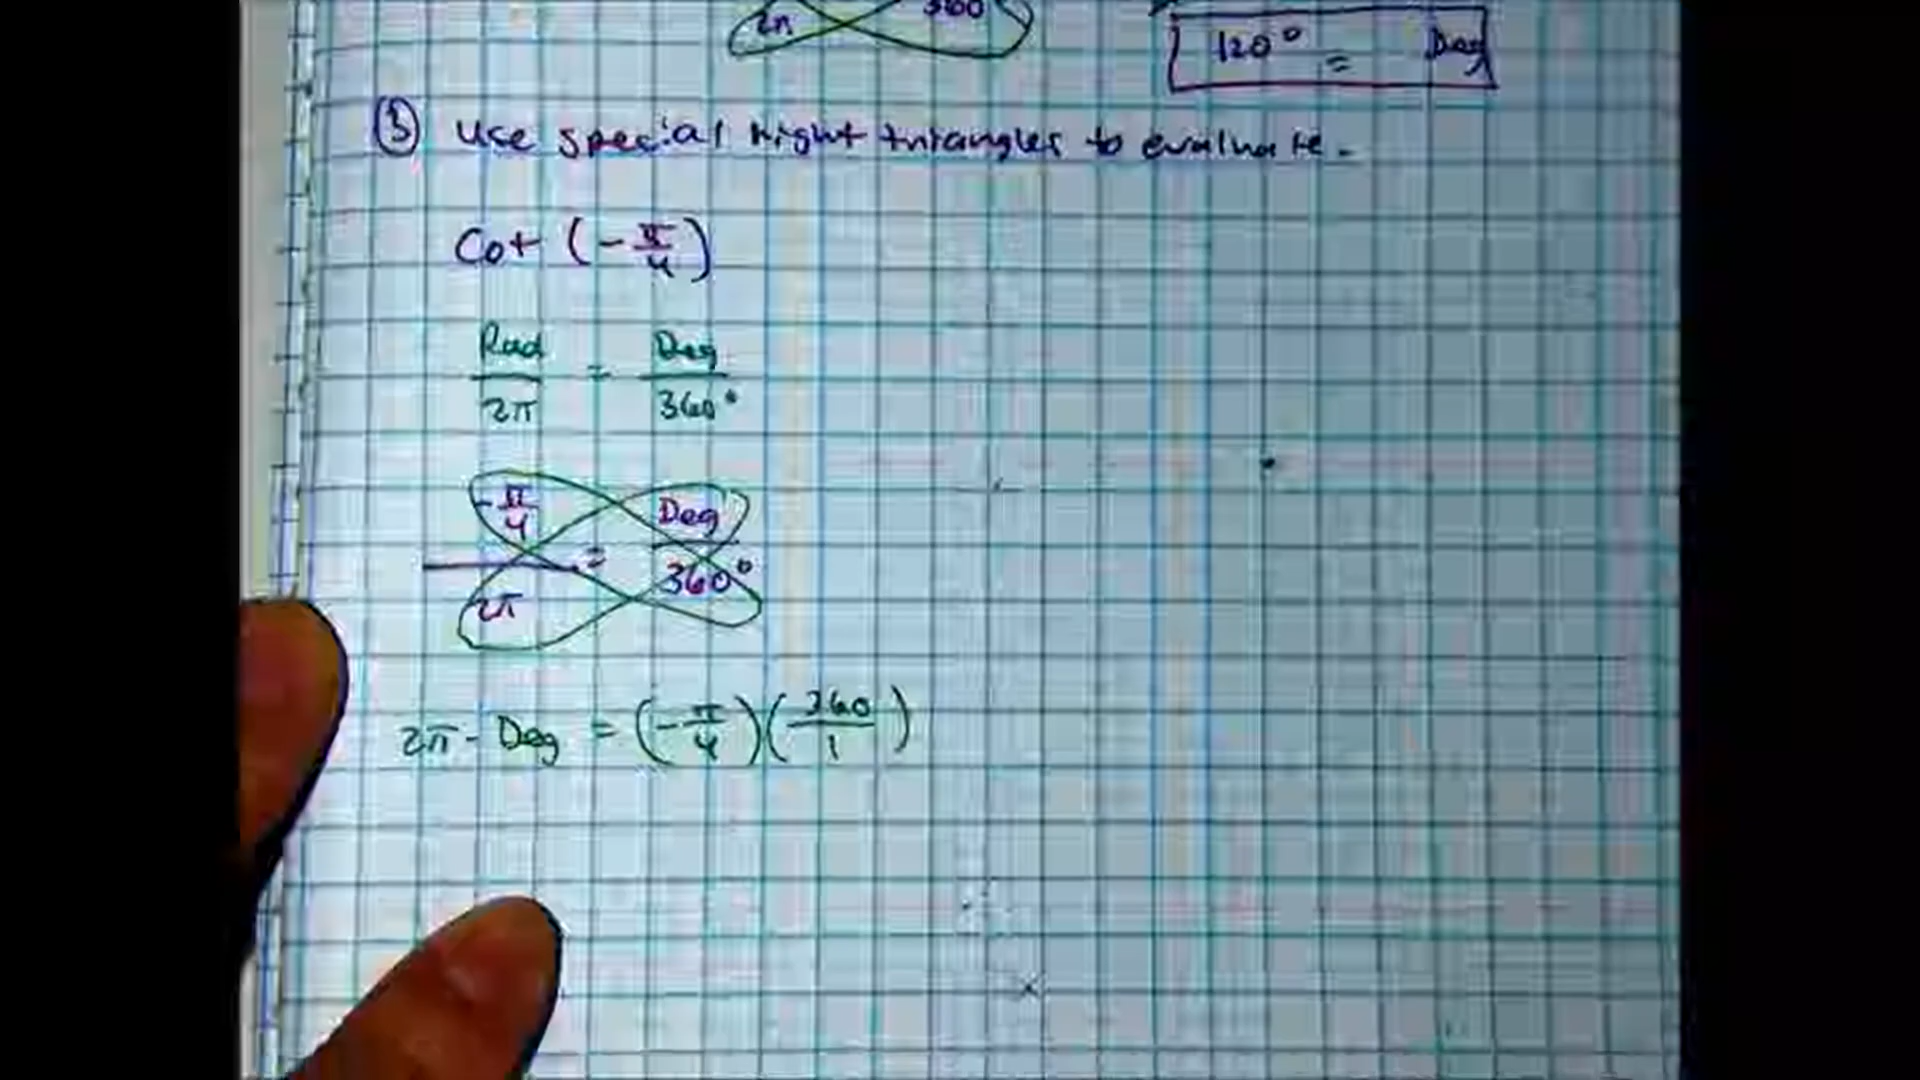 2π 360
120° = Deg
③ Use special right triangles to evaluate.
Cot (-π/4)
Rad/2π = Deg/360°
(-π/4)/2π = Deg/360°
2π · Deg = (-π/4)(360/1)